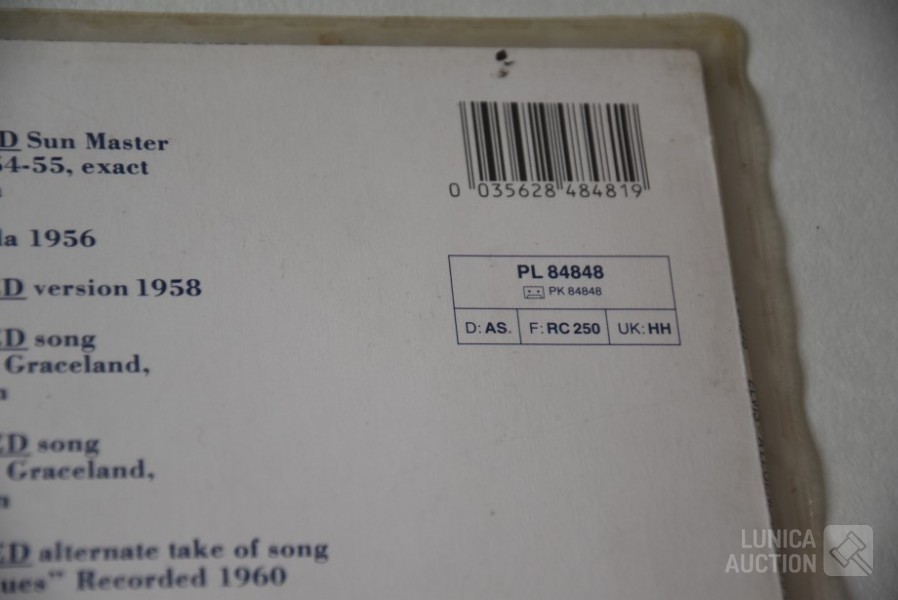 Sun Master
54-55, exact
1956
version 1958
song
Graceland,
song
Graceland,
alternate take of song
ues" Recorded 1960
0 035628 484819
PL 84848
PK 84848
D: AS. F: RC 250 UK: HH
LUNICA
AUCTION